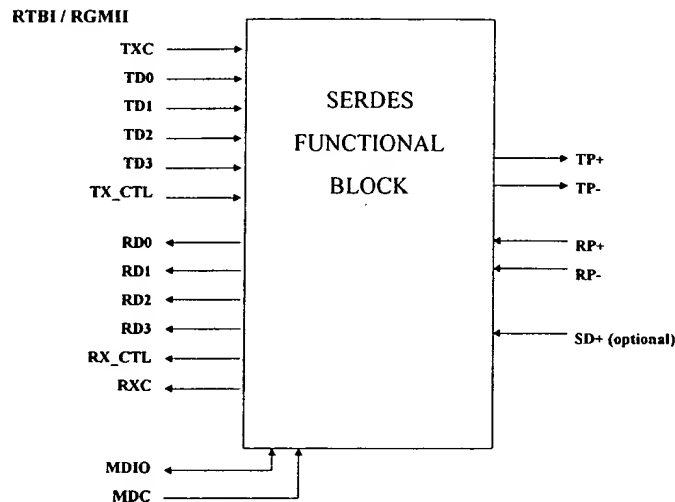 RTBI / RGMII
TXC
TD0
TD1
TD2
TD3
TX_CTL
SERDES
FUNCTIONAL
BLOCK
TP+
TP-
RD0
RD1
RD2
RD3
RX_CTL
RXC
RP+
RP-
SD+ (optional)
MDIO
MDC